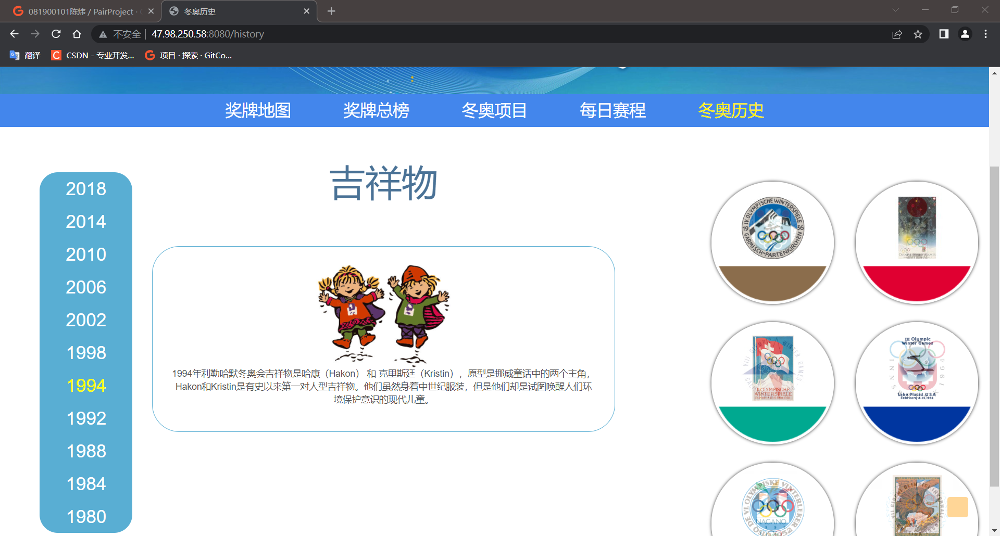 081900101陈炜 / PairProject ·
冬奥历史
不安全
47.98.250.58:8080/history
翻译
CSDN - 专业开发...
项目 · 探索 · GitCo...
奖牌地图
奖牌总榜
冬奥项目
每日赛程
冬奥历史
2018
2014
2010
2006
2002
1998
1994
1992
1988
1984
1980
吉祥物
1994年利勒哈默冬奥会吉祥物是哈康（Hakon） 和 克里斯廷（Kristin），原型是挪威童话中的两个主角，
Hakon和Kristin是有史以来第一对人型吉祥物。他们虽然身着中世纪服装，但是他们却是试图唤醒人们环
境保护意识的现代儿童。
IV. OLYMPISCHE WINTERSPIELE
1936
GARMISCH-PARTENKIRCHEN
II.OLYMPISCHE
WINTERSPIELE
III Olympic
Winter Games
Lake Placid, USA
February 4-13, 1932
NAGANO